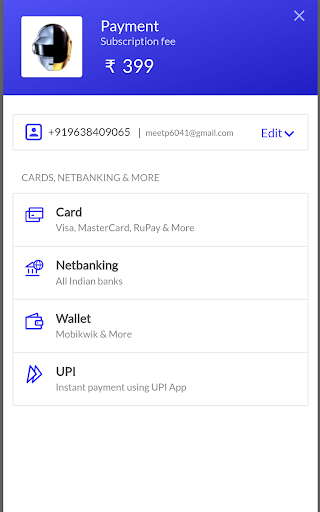 Payment
Subscription fee
₹ 399
+919638409065 | meetp6041@gmail.com Edit
CARDS, NETBANKING & MORE
Card
Visa, MasterCard, RuPay & More
Netbanking
All Indian banks
Wallet
Mobikwik & More
UPI
Instant payment using UPI App